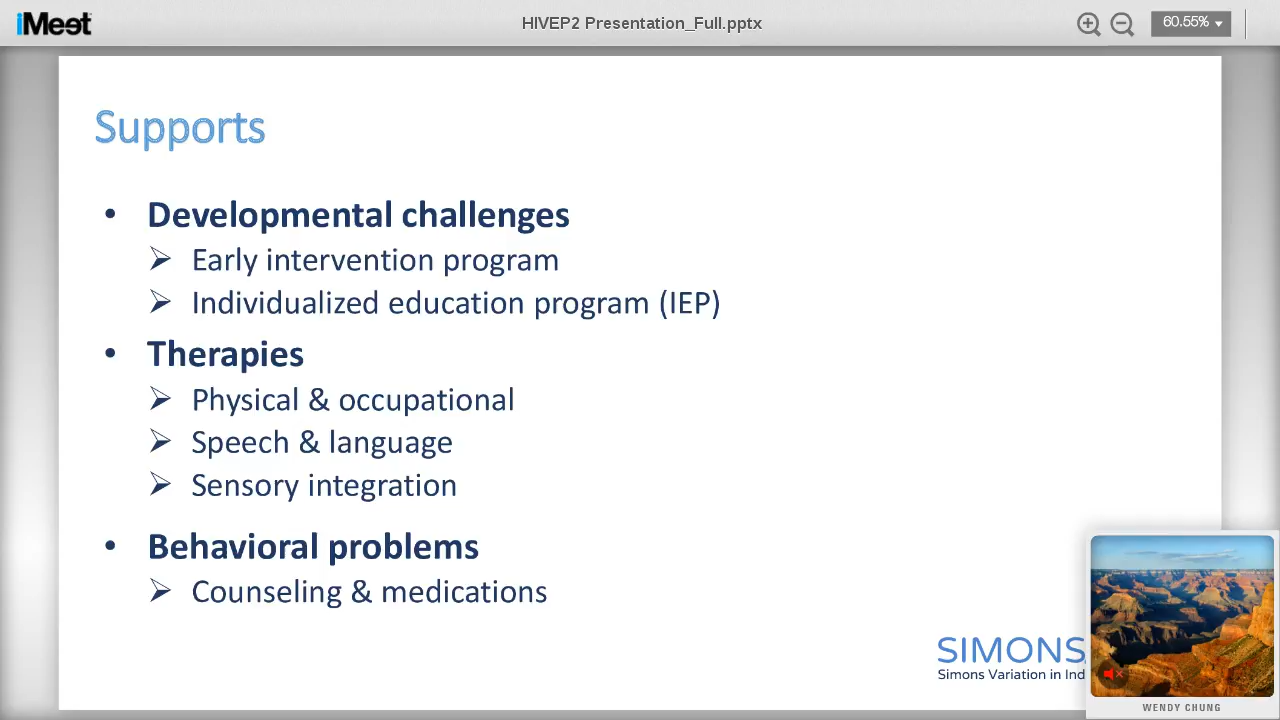 iMeet
HIVEP2 Presentation_Full.pptx
60.55%
Supports
• Developmental challenges
➢ Early intervention program
➢ Individualized education program (IEP)
• Therapies
➢ Physical & occupational
➢ Speech & language
➢ Sensory integration
• Behavioral problems
➢ Counseling & medications
SIMONS
Simons Variation in Ind
WENDY CHUNG